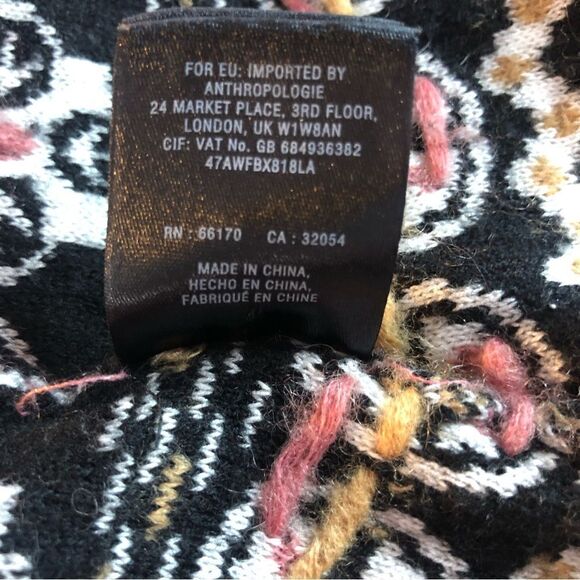 FOR EU: IMPORTED BY
ANTHROPOLOGIE
24 MARKET PLACE, 3RD FLOOR,
LONDON, UK W1W8AN
CIF: VAT No. GB 684936382
47AWFBX818LA
RN : 66170 CA : 32054
MADE IN CHINA,
HECHO EN CHINA,
FABRIQUÉ EN CHINE